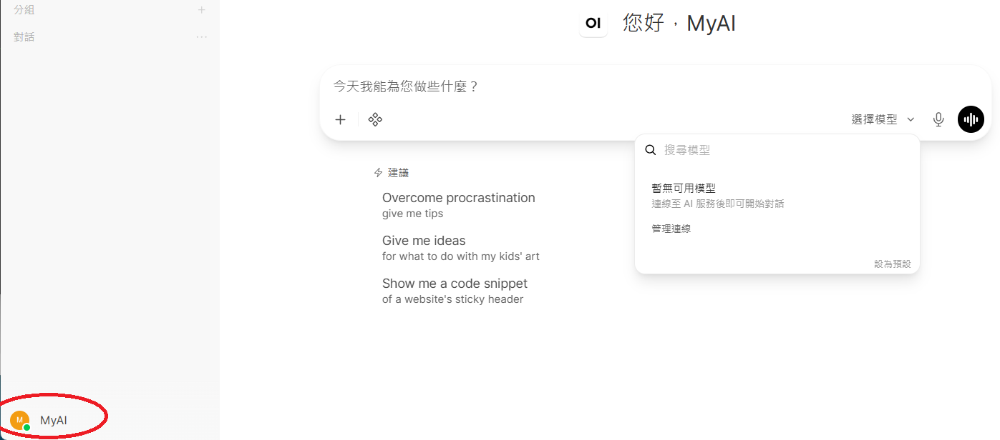 分組
對話
OI 您好，MyAI
今天我能為您做些什麼？
選擇模型
搜尋模型
暫無可用模型
連線至 AI 服務後即可開始對話
管理連線
設為預設
建議
Overcome procrastination
give me tips
Give me ideas
for what to do with my kids' art
Show me a code snippet
of a website's sticky header
M MyAI